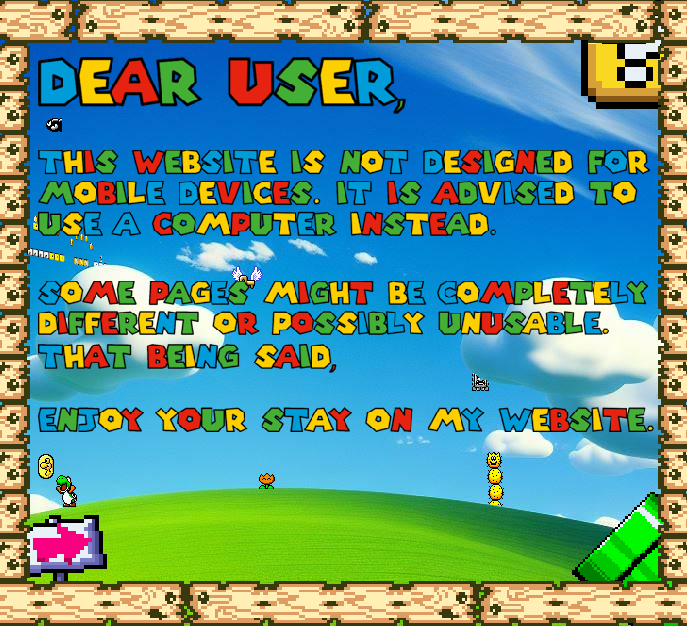 DEAR USER,
THIS WEBSITE IS NOT DESIGNED FOR
MOBILE DEVICES. IT IS ADVISED TO
USE A COMPUTER INSTEAD.
SOME PAGES MIGHT BE COMPLETELY
DIFFERENT OR POSSIBLY UNUSABLE.
THAT BEING SAID,
ENJOY YOUR STAY ON MY WEBSITE.